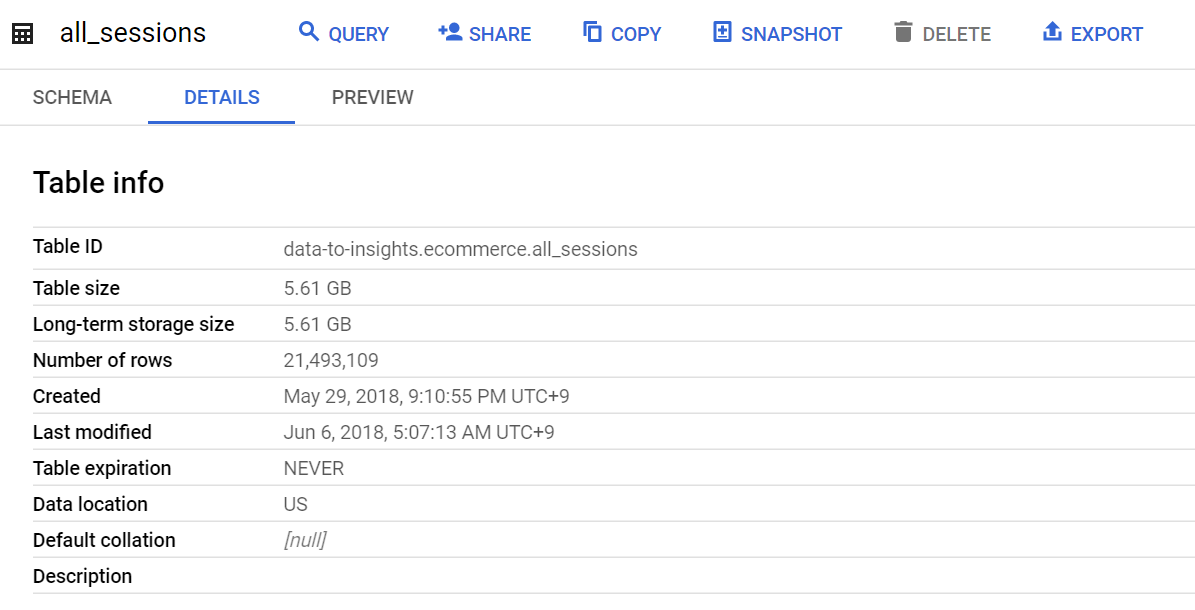 all_sessions QUERY SHARE COPY SNAPSHOT DELETE EXPORT
SCHEMA DETAILS PREVIEW
Table info
Table ID data-to-insights.ecommerce.all_sessions
Table size 5.61 GB
Long-term storage size 5.61 GB
Number of rows 21,493,109
Created May 29, 2018, 9:10:55 PM UTC+9
Last modified Jun 6, 2018, 5:07:13 AM UTC+9
Table expiration NEVER
Data location US
Default collation [null]
Description